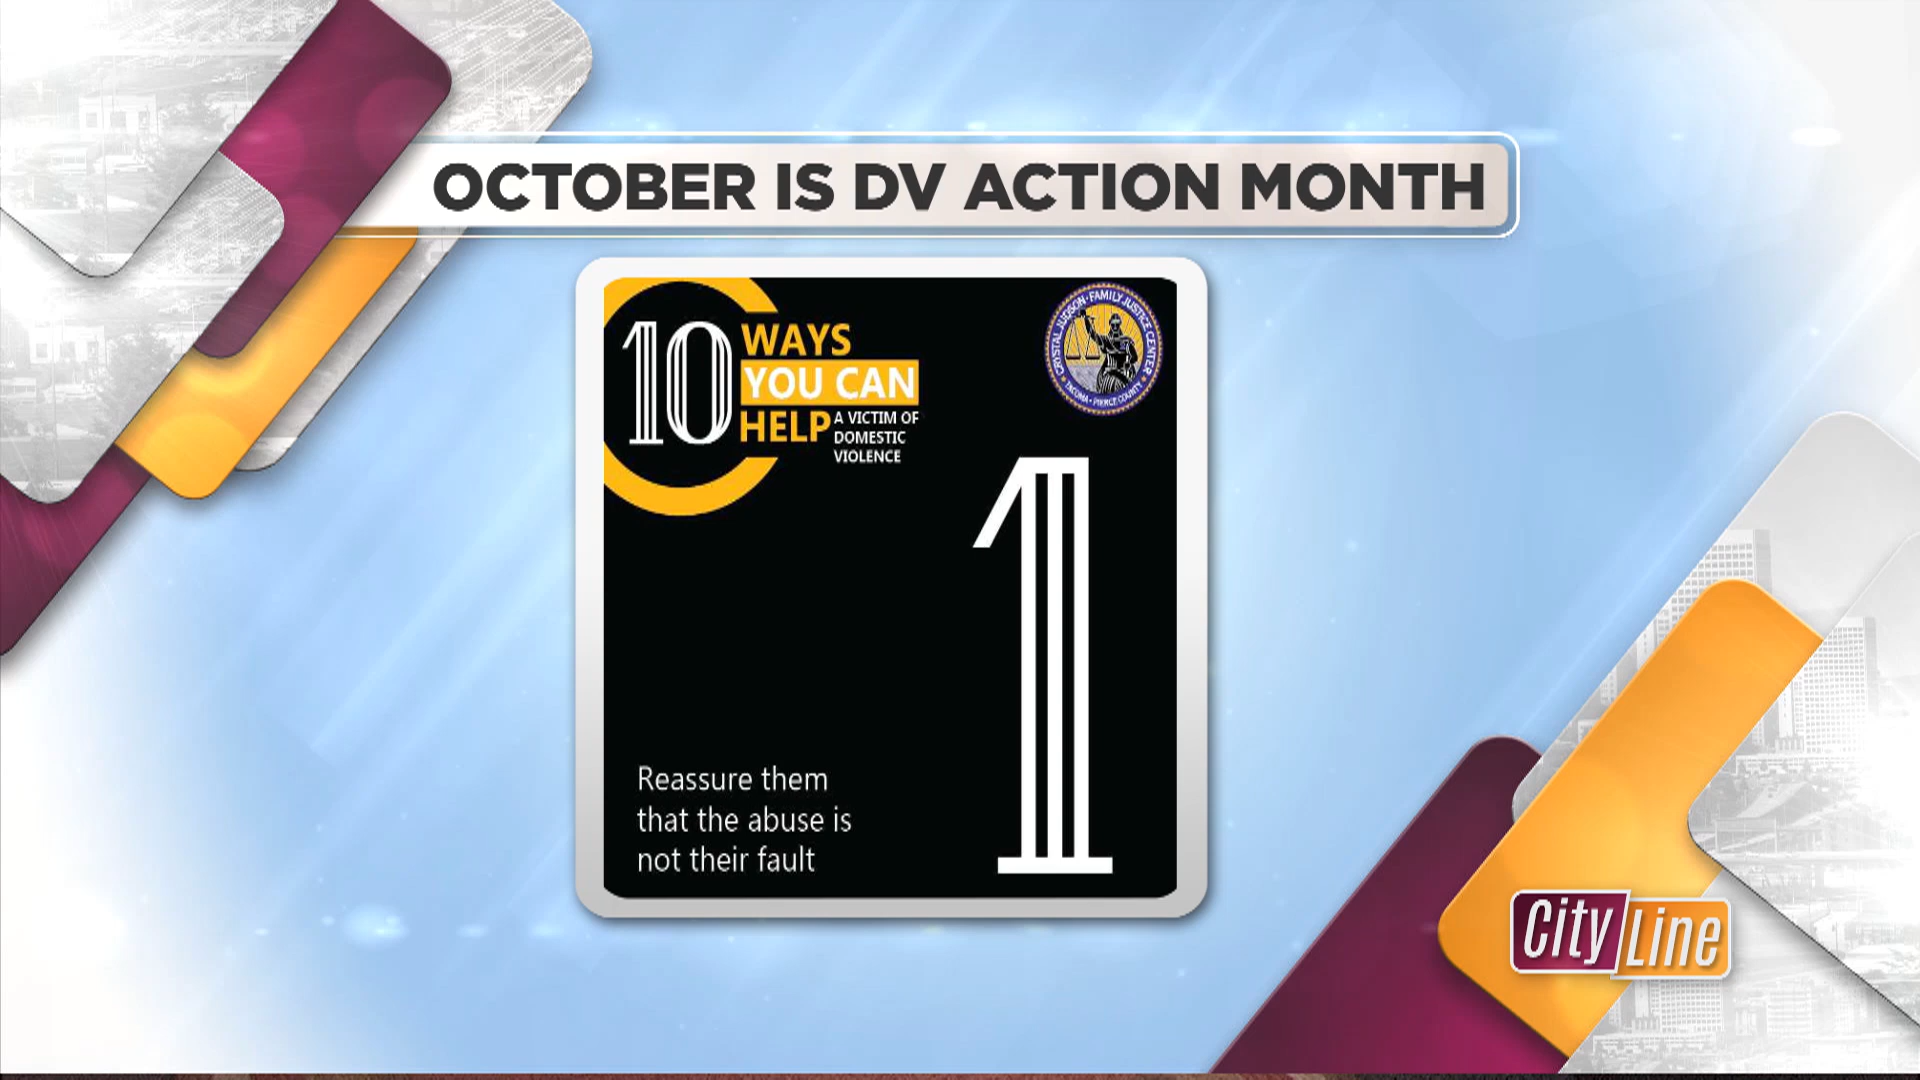 OCTOBER IS DV ACTION MONTH
10 WAYS
YOU CAN
HELP A VICTIM OF
DOMESTIC
VIOLENCE
CRYSTAL JUDSON · FAMILY JUSTICE CENTER
TACOMA · PIERCE COUNTY
1
Reassure them
that the abuse is
not their fault
City Line